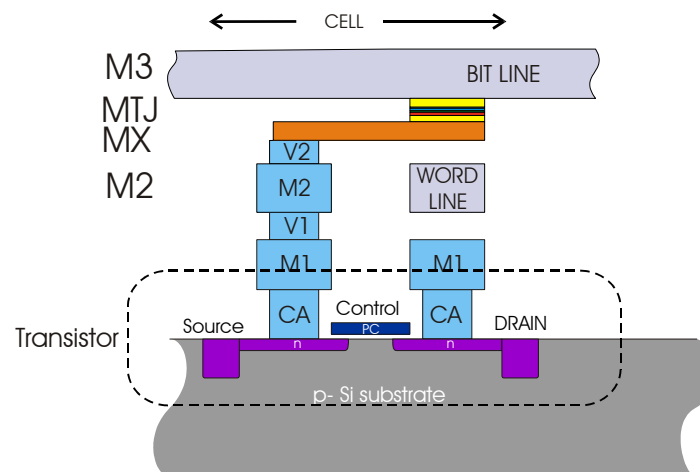 CELL
M3
BIT LINE
MTJ
MX
V2
M2
M2
WORD
LINE
V1
M1
M1
Transistor
Source
CA
Control
PC
CA
DRAIN
n
n
p- Si substrate